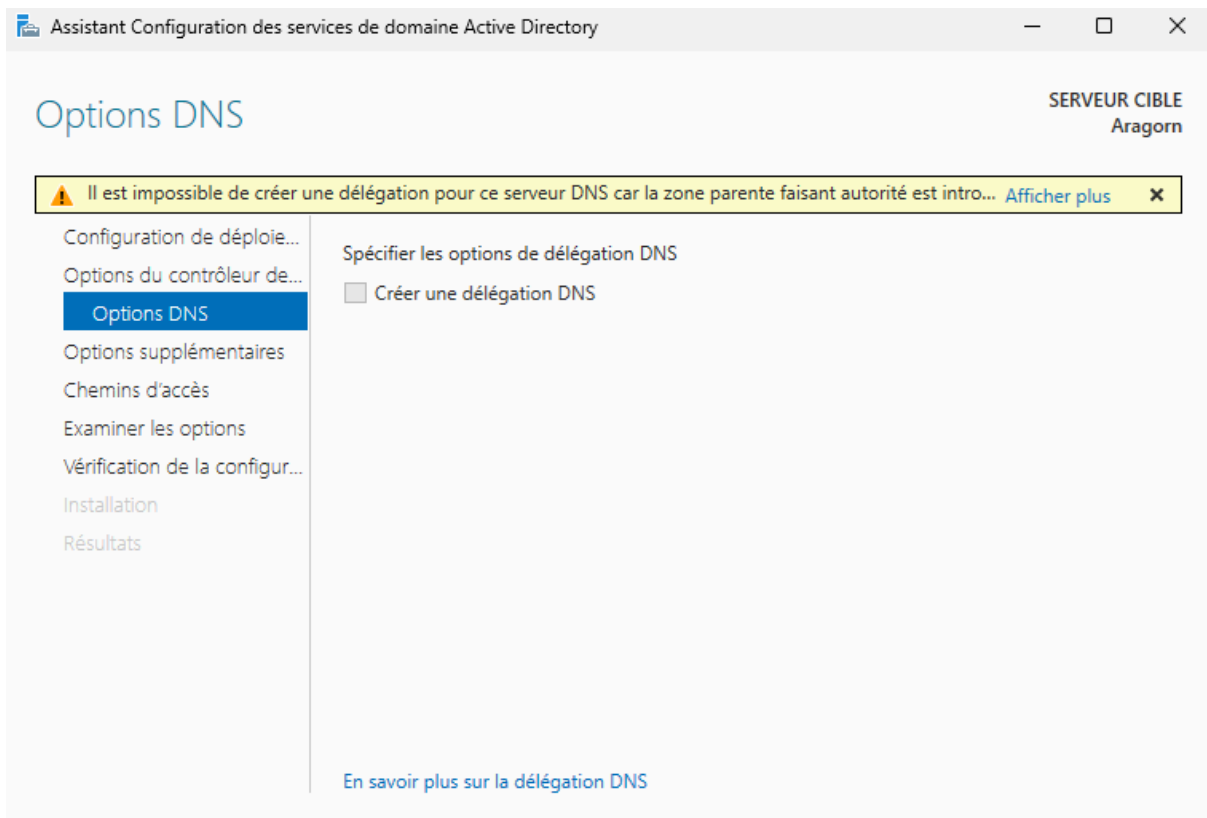 Assistant Configuration des services de domaine Active Directory
Options DNS
SERVEUR CIBLE
Aragorn
Il est impossible de créer une délégation pour ce serveur DNS car la zone parente faisant autorité est intro... Afficher plus
Configuration de déploie...
Options du contrôleur de...
Options DNS
Options supplémentaires
Chemins d'accès
Examiner les options
Vérification de la configur...
Installation
Résultats
Spécifier les options de délégation DNS
Créer une délégation DNS
En savoir plus sur la délégation DNS